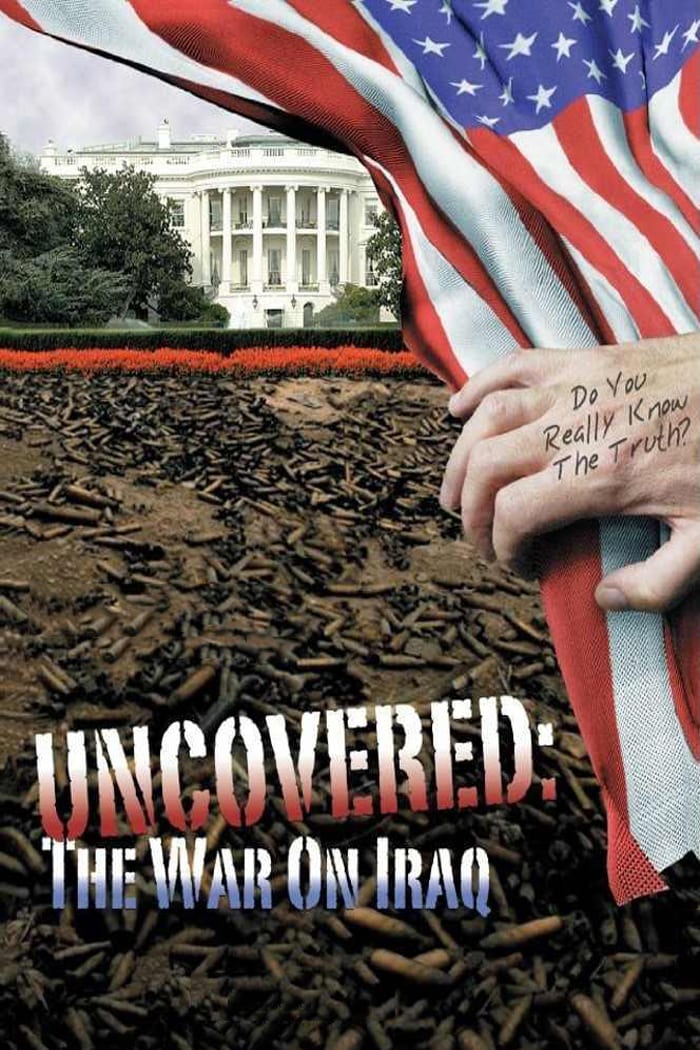 Do You
Really Know
The Truth?
UNCOVERED:
THE WAR ON IRAQ